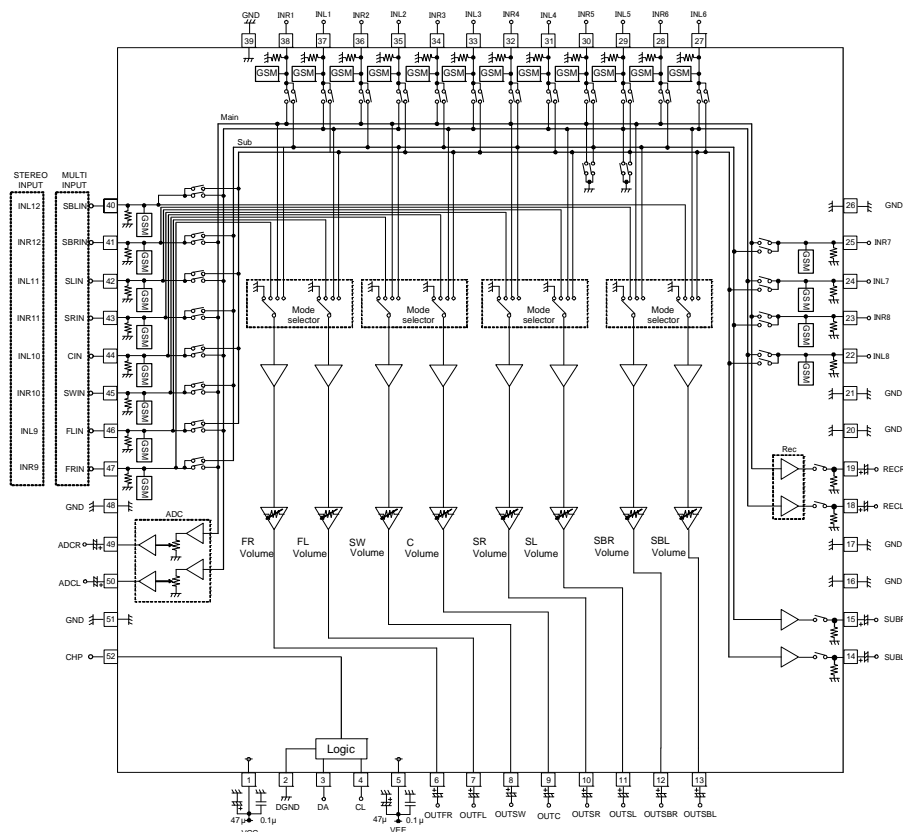 GND INR1 INL1 INR2 INL2 INR3 INL3 INR4 INL4 INR5 INL5 INR6 INL6
39 38 37 36 35 34 33 32 31 30 29 28 27
GSM GSM GSM GSM GSM GSM GSM GSM GSM GSM GSM GSM
Main
Sub
STEREO INPUT
MULTI INPUT
INL12 SBLIN 40 GSM
INR12 SBRIN 41 GSM
INL11 SLIN 42 GSM
INR11 SRIN 43 GSM
INL10 CIN 44 GSM
INR10 SWIN 45 GSM
INL9 FLIN 46 GSM
INR9 FRIN 47 GSM
GND 48
ADC
ADCR 49
ADCL 50
GND 51
CHP 52
Mode selector
Mode selector
Mode selector
Mode selector
26 GND
25 INR7
GSM
24 INL7
GSM
23 INR8
GSM
22 INL8
GSM
21 GND
20 GND
Rec
19
18
17 GND
16 GND
15
14
FR Volume
FL Volume
SW Volume
C Volume
SR Volume
SL Volume
SBR Volume
SBL Volume
Logic
1 2 3 4 5 6 7 8 9 10 11 12 13
DGND DA CL OUTFR OUTFL OUTSW OUTC OUTSR OUTSL OUTSBR OUTSBL
47µ 0.1µ 47µ 0.1µ